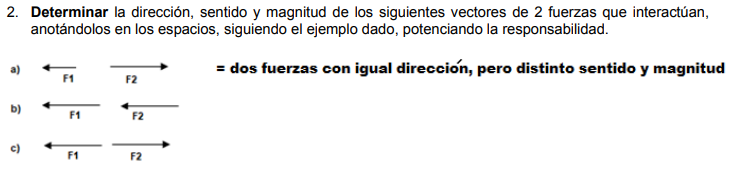 2. Determinar la dirección, sentido y magnitud de los siguientes vectores de 2 fuerzas que interactúan,
anotándolos en los espacios, siguiendo el ejemplo dado, potenciando la responsabilidad.
a) F1 F2 = dos fuerzas con igual dirección, pero distinto sentido y magnitud
b) F1 F2
c) F1 F2